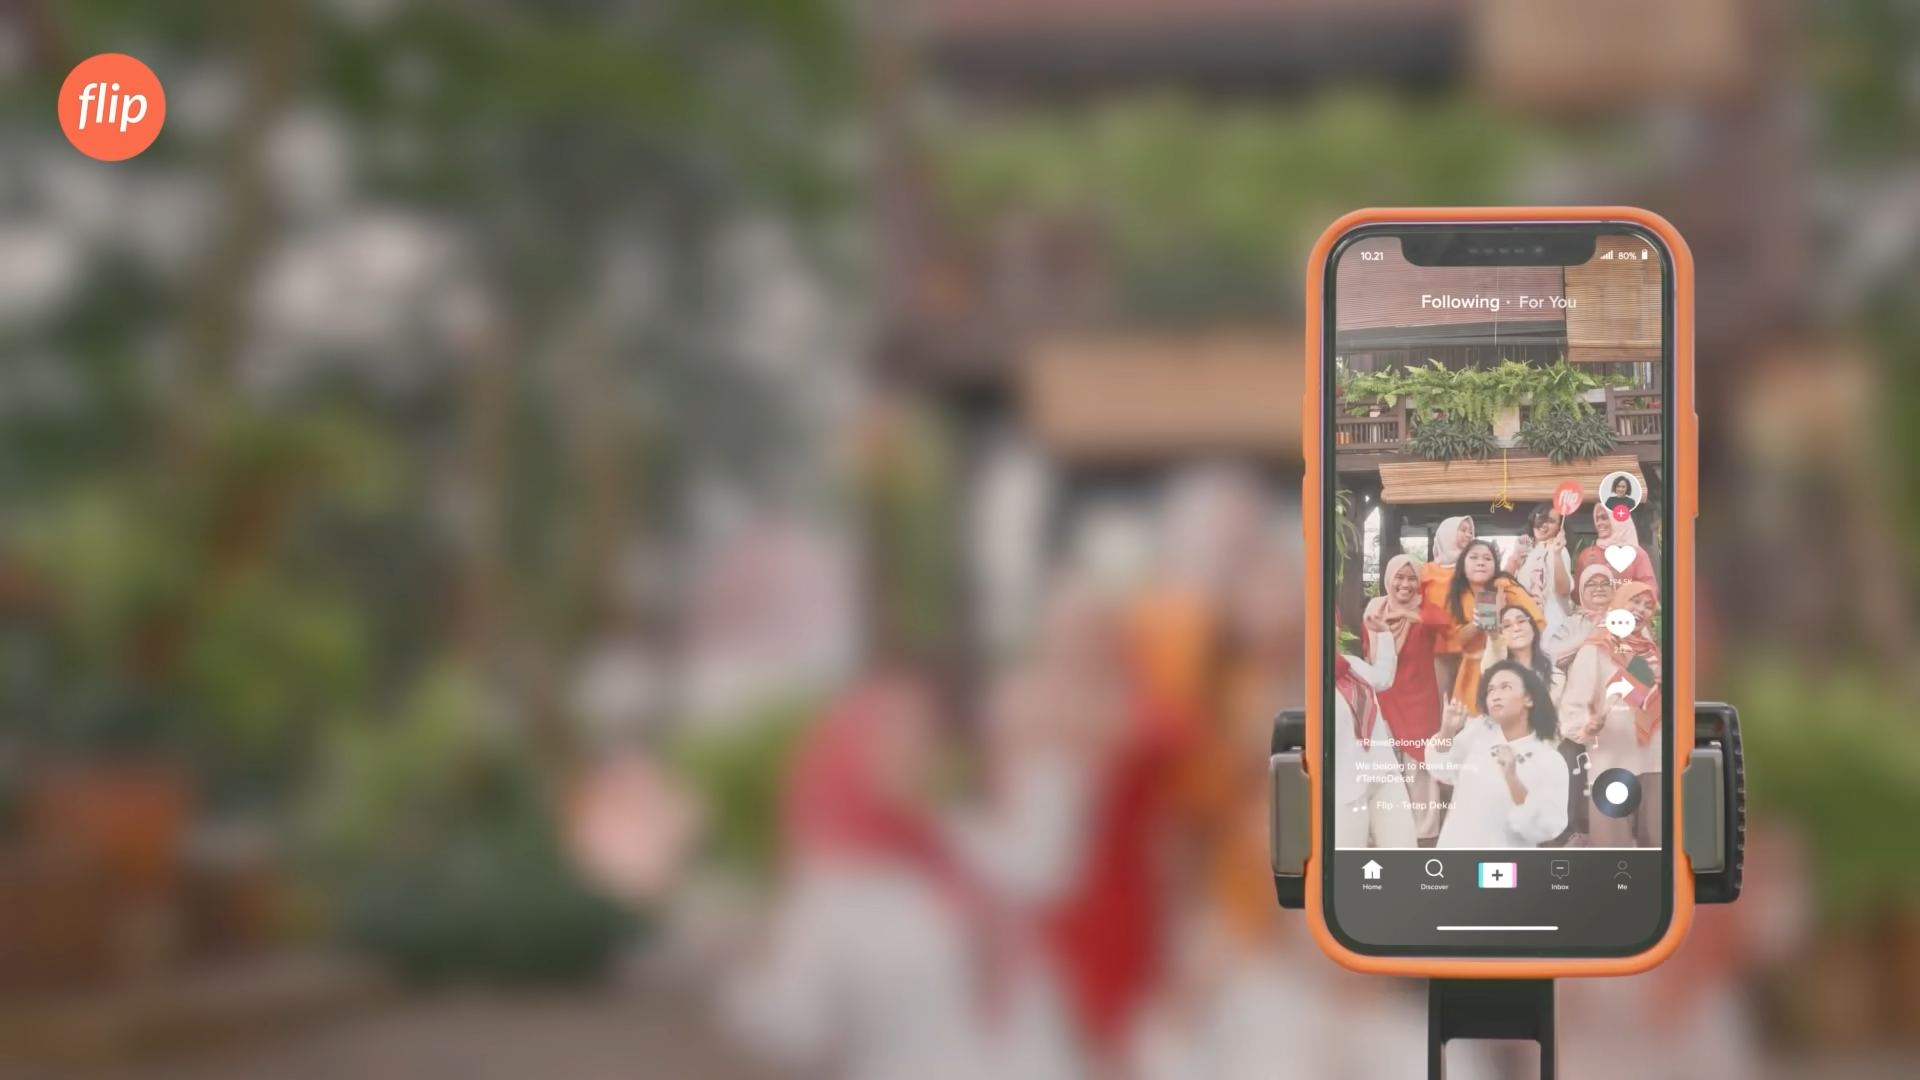 flip
10.21
80%
Following · For You
flip
@RawaBelongMOMS
We belong to Rawa
#TetapDekat
Flip - Tetap Dekat
Home
Discover
Inbox
Me